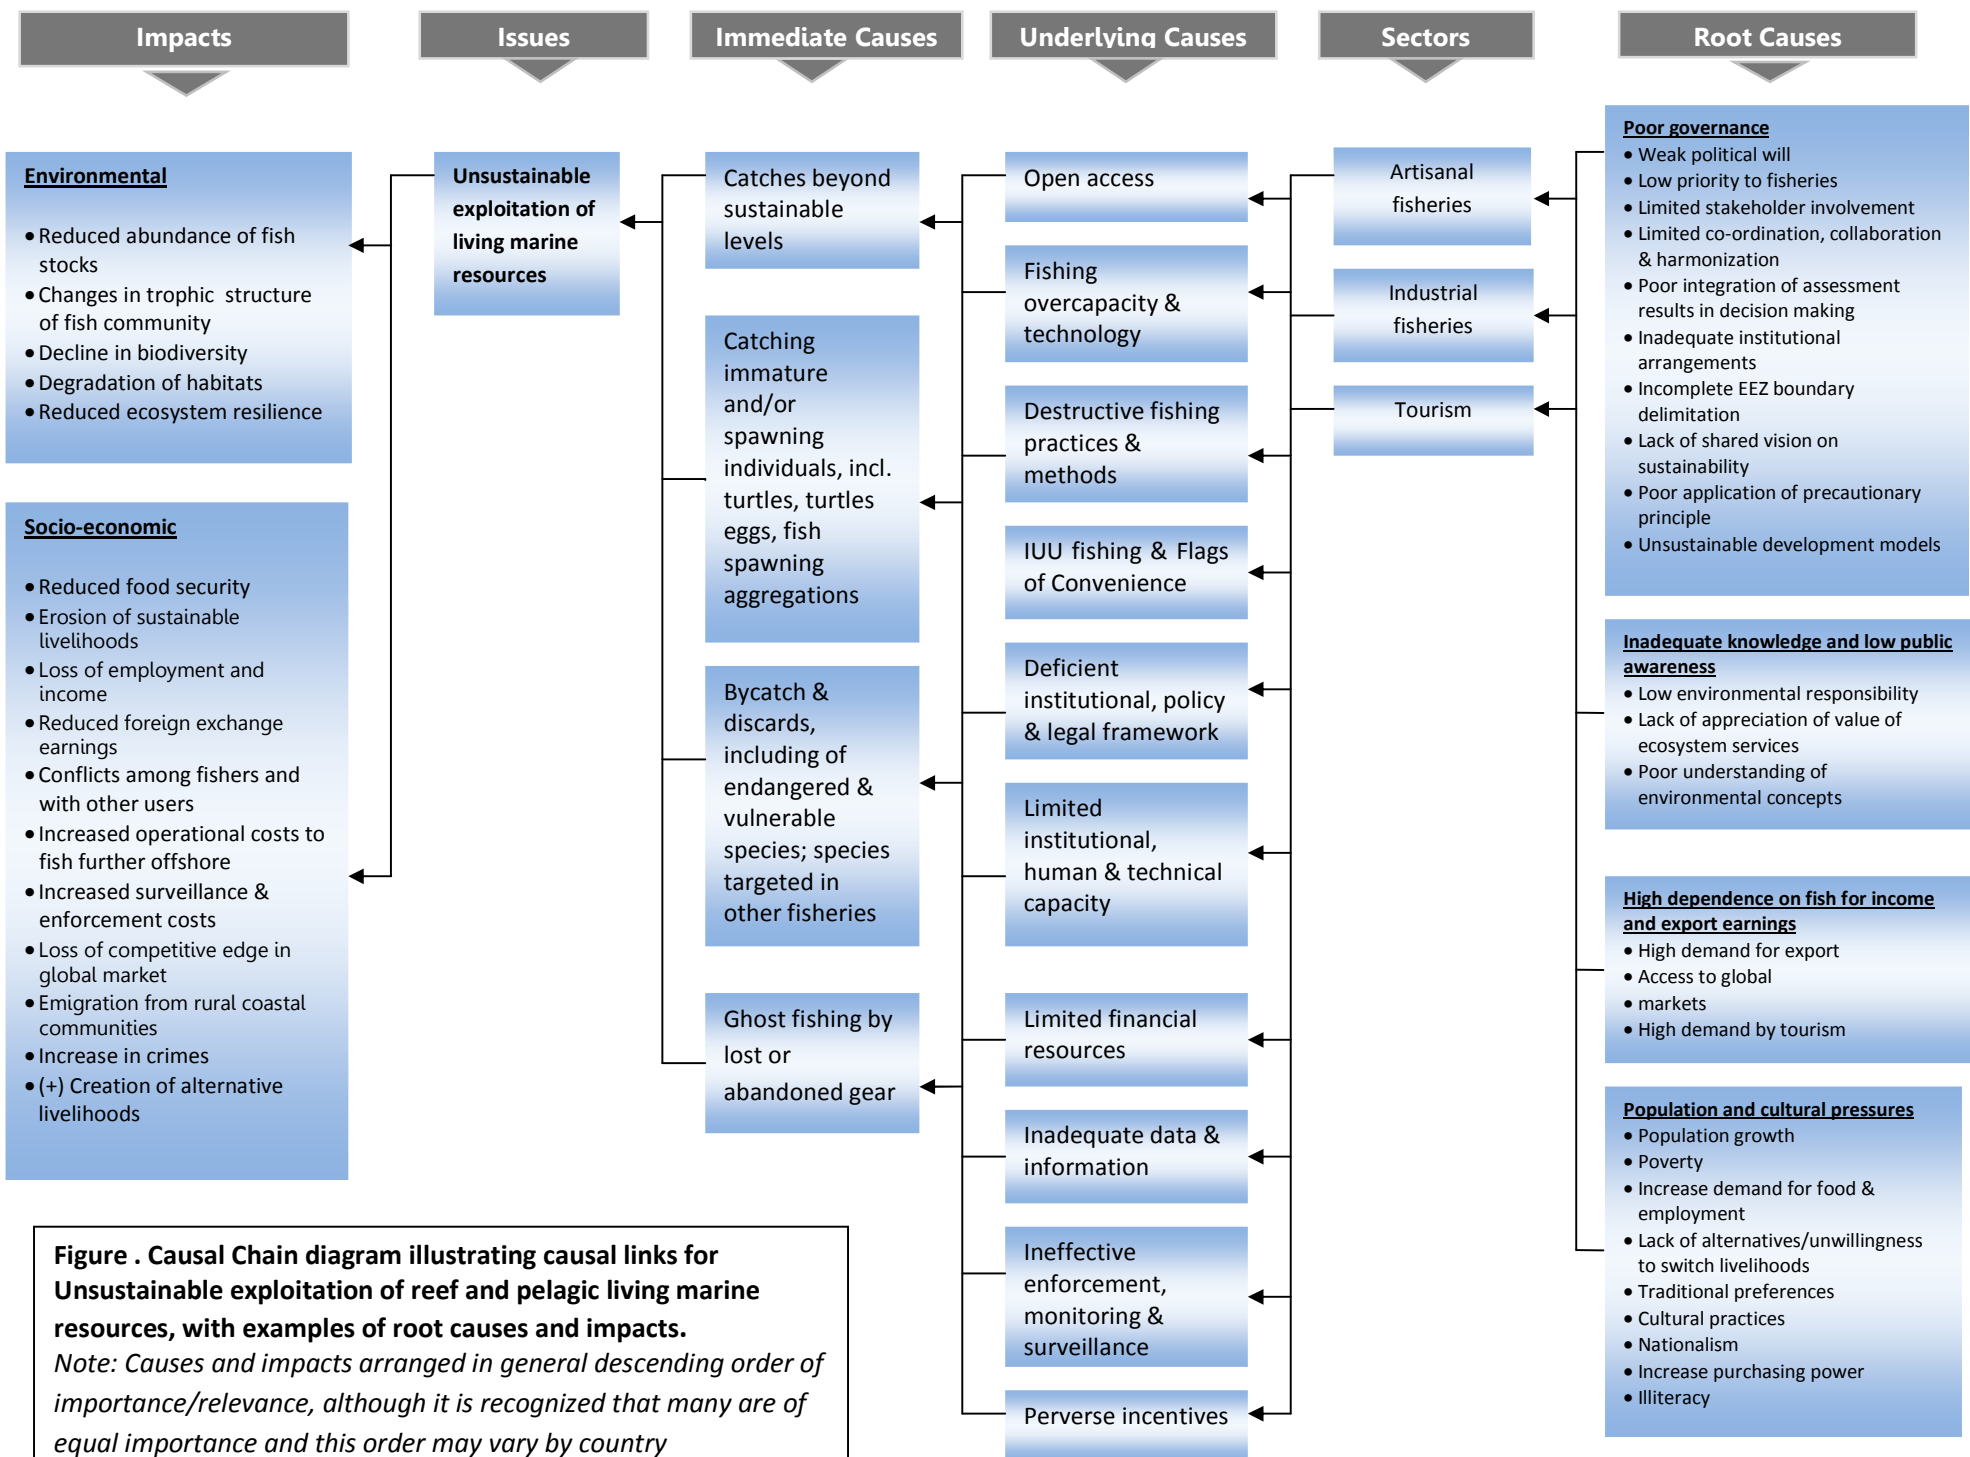 Impacts
Issues
Immediate Causes
Underlying Causes
Sectors
Root Causes
Environmental
• Reduced abundance of fish
stocks
• Changes in trophic structure
of fish community
• Decline in biodiversity
• Degradation of habitats
• Reduced ecosystem resilience
Socio-economic
• Reduced food security
• Erosion of sustainable
livelihoods
• Loss of employment and
income
• Reduced foreign exchange
earnings
• Conflicts among fishers and
with other users
• Increased operational costs to
fish further offshore
• Increased surveillance &
enforcement costs
• Loss of competitive edge in
global market
• Emigration from rural coastal
communities
• Increase in crimes
• (+) Creation of alternative
livelihoods
Unsustainable
exploitation of
living marine
resources
Catches beyond
sustainable
levels
Catching
immature
and/or
spawning
individuals, incl.
turtles, turtles
eggs, fish
spawning
aggregations
Bycatch &
discards,
including of
endangered &
vulnerable
species; species
targeted in
other fisheries
Ghost fishing by
lost or
abandoned gear
Open access
Fishing
overcapacity &
technology
Destructive fishing
practices &
methods
IUU fishing & Flags
of Convenience
Deficient
institutional, policy
& legal framework
Limited
institutional,
human & technical
capacity
Limited financial
resources
Inadequate data &
information
Ineffective
enforcement,
monitoring &
surveillance
Perverse incentives
Artisanal
fisheries
Industrial
fisheries
Tourism
Poor governance
• Weak political will
• Low priority to fisheries
• Limited stakeholder involvement
• Limited co-ordination, collaboration
& harmonization
• Poor integration of assessment
results in decision making
• Inadequate institutional
arrangements
• Incomplete EEZ boundary
delimitation
• Lack of shared vision on
sustainability
• Poor application of precautionary
principle
• Unsustainable development models
Inadequate knowledge and low public
awareness
• Low environmental responsibility
• Lack of appreciation of value of
ecosystem services
• Poor understanding of
environmental concepts
High dependence on fish for income
and export earnings
• High demand for export
• Access to global
• markets
• High demand by tourism
Population and cultural pressures
• Population growth
• Poverty
• Increase demand for food &
employment
• Lack of alternatives/unwillingness
to switch livelihoods
• Traditional preferences
• Cultural practices
• Nationalism
• Increase purchasing power
• Illiteracy
Figure . Causal Chain diagram illustrating causal links for
Unsustainable exploitation of reef and pelagic living marine
resources, with examples of root causes and impacts.
Note: Causes and impacts arranged in general descending order of
importance/relevance, although it is recognized that many are of
equal importance and this order may vary by country